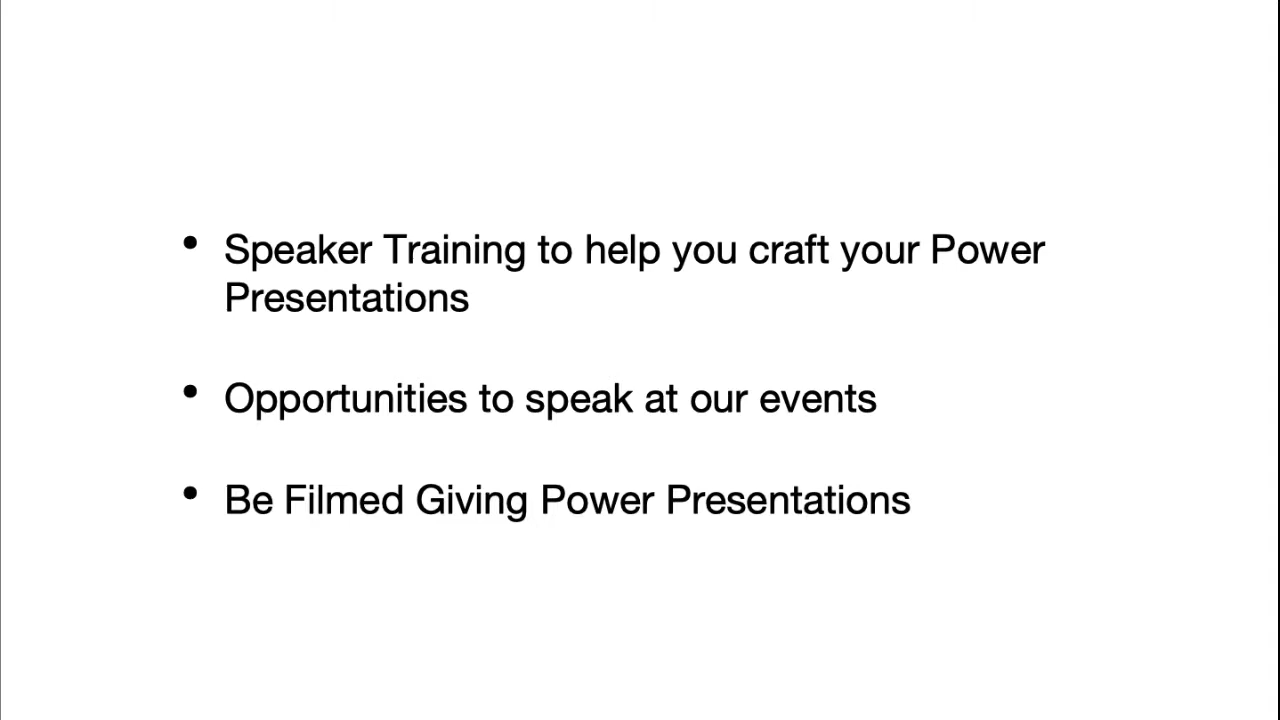 • Speaker Training to help you craft your Power
Presentations
• Opportunities to speak at our events
• Be Filmed Giving Power Presentations